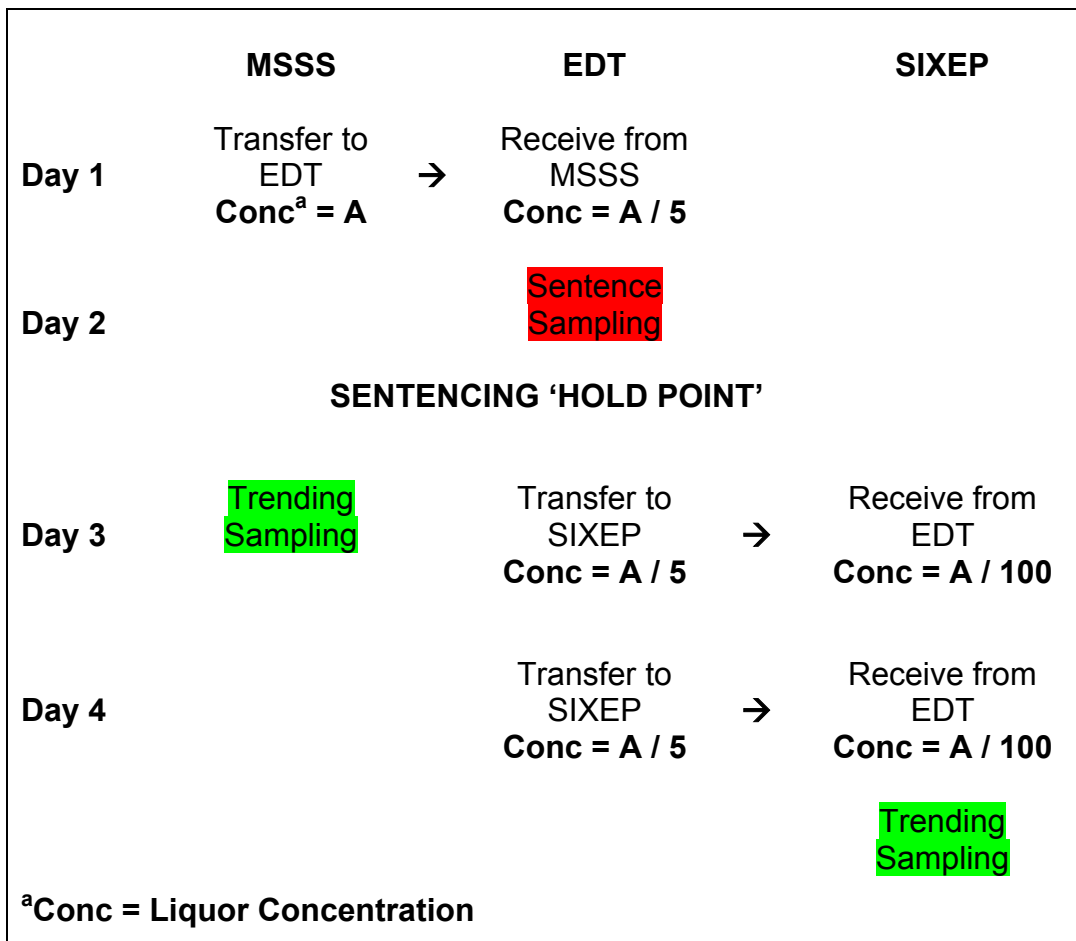 MSSS EDT SIXEP
Transfer to Receive from
Day 1 EDT → MSSS
Concᵃ = A Conc = A / 5
Sentence
Day 2 Sampling
SENTENCING ‘HOLD POINT’
Trending Transfer to Receive from
Day 3 Sampling SIXEP → EDT
Conc = A / 5 Conc = A / 100
Transfer to Receive from
Day 4 SIXEP → EDT
Conc = A / 5 Conc = A / 100
Trending
Sampling
ᵃConc = Liquor Concentration